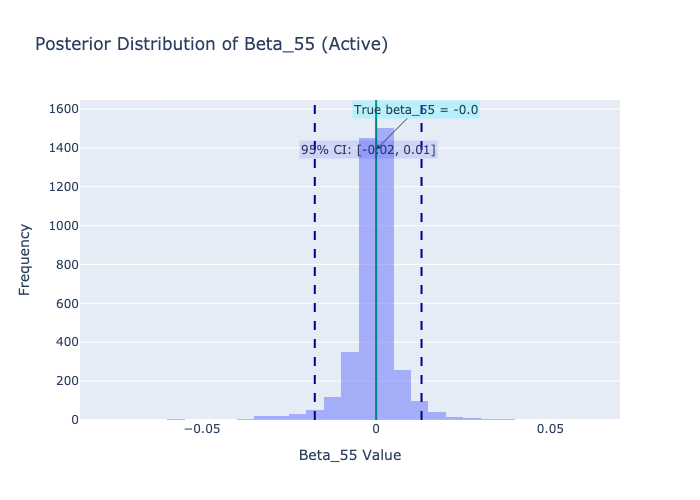 Posterior Distribution of Beta_55 (Active)
True beta_55 = -0.0
95% CI: [-0.02, 0.01]
1600
1400
1200
1000
800
600
400
200
0
Frequency
−0.05
0
0.05
Beta_55 Value